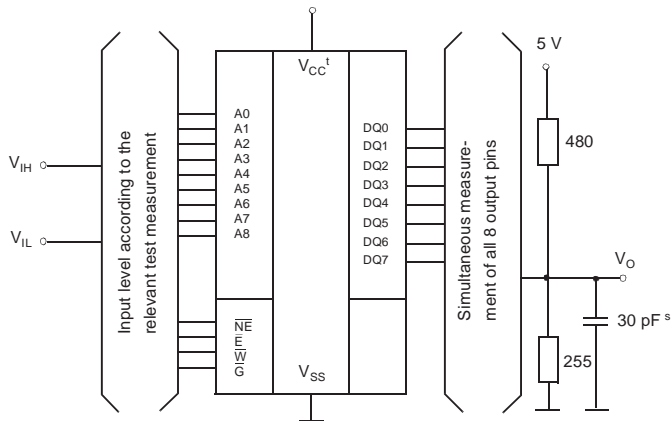 V_IH
V_IL
Input level according to the
relevant test measurement
V_CC^t
A0
A1
A2
A3
A4
A5
A6
A7
A8
N̅E̅
E̅
W̅
G̅
V_SS
DQ0
DQ1
DQ2
DQ3
DQ4
DQ5
DQ6
DQ7
Simultaneous measure-
ment of all 8 output pins
5 V
480
V_O
30 pF^s
255